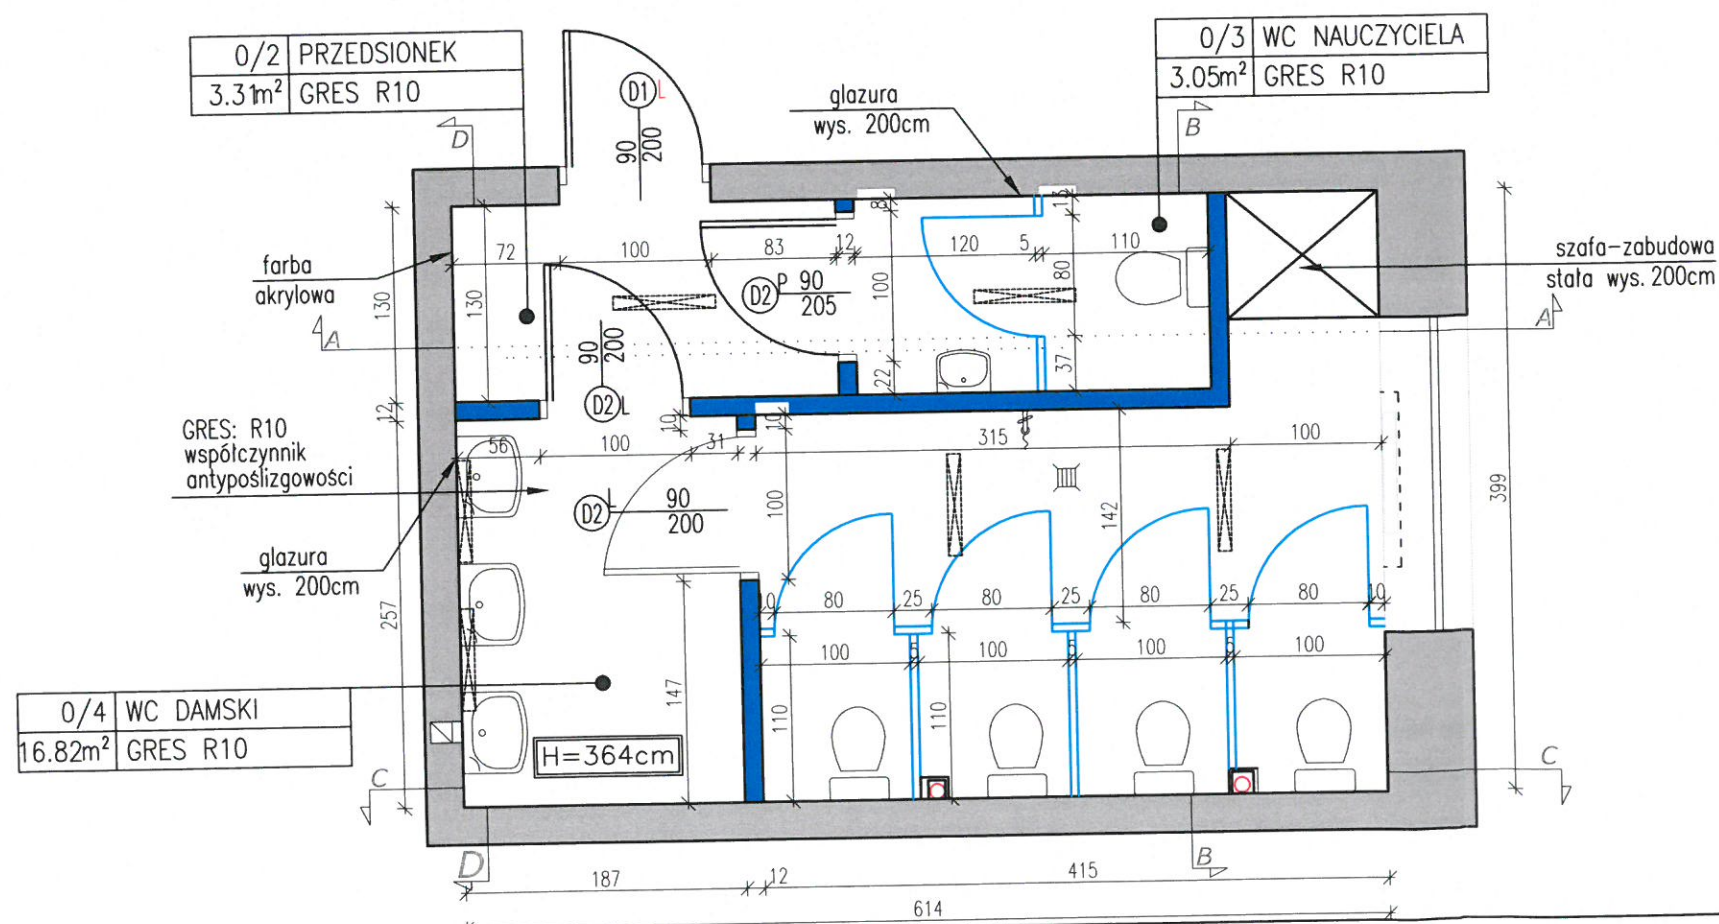 0/2 PRZEDSIONEK
3.31m² GRES R10
0/3 WC NAUCZYCIELA
3.05m² GRES R10
D1 L
90
200
glazura
wys. 200cm
D
B
farba
akrylowa
szafa-zabudowa
stała wys. 200cm
72
100
83
12
120
5
110
8
13
130
130
100
80
D2 P 90
205
A
A
90
200
22
37
D2 L
12
10
10
GRES: R10
współczynnik
antypoślizgowości
56
100
31
315
100
D2 L 90
200
100
142
399
glazura
wys. 200cm
257
10
80
25
80
25
80
25
80
10
100
5
100
5
100
5
100
147
110
110
0/4 WC DAMSKI
16.82m² GRES R10
H=364cm
C
C
D
B
187
12
415
614